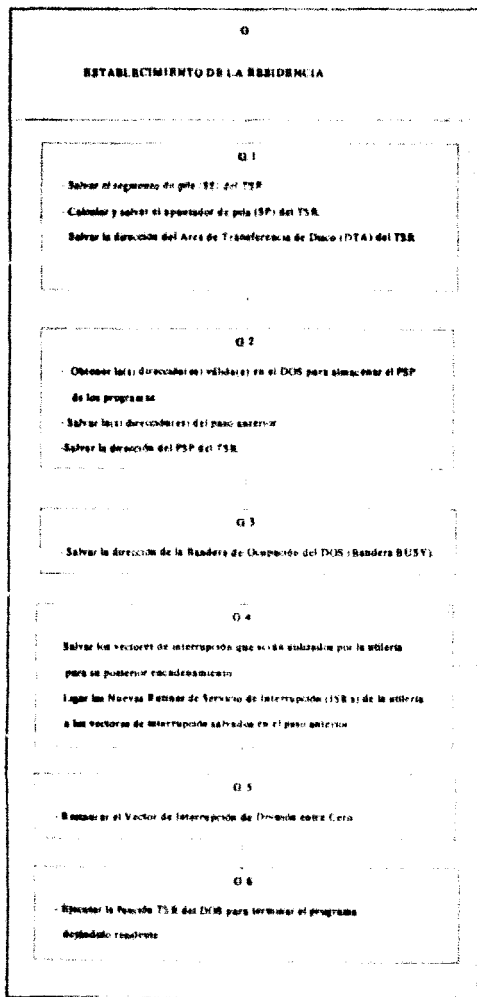 G
ESTABLECIMIENTO DE LA RESIDENCIA
G 1
- Salvar el segmento de pila (SS) del TSR
- Calcular y salvar el apuntador de pila (SP) del TSR
Salvar la dirección del Area de Transferencia de Disco (DTA) del TSR
G 2
- Obtener la(s) dirección(es) válida(s) en el DOS para almacenar el PSP
de los programas
- Salvar la(s) dirección(es) del paso anterior
- Salvar la dirección del PSP del TSR
G 3
- Salvar la dirección de la Bandera de Ocupación del DOS (Bandera BUSY).
G 4
Salvar los vectores de interrupción que serán utilizados por la utilería
para su posterior encadenamiento
Ligar las Nuevas Rutinas de Servicio de Interrupción (ISR's) de la utilería
a los vectores de interrupción salvados en el paso anterior
G 5
- Restaurar el Vector de Interrupción de División entre Cero
G 6
- Ejecutar la función TSR del DOS para terminar el programa
dejándolo residente